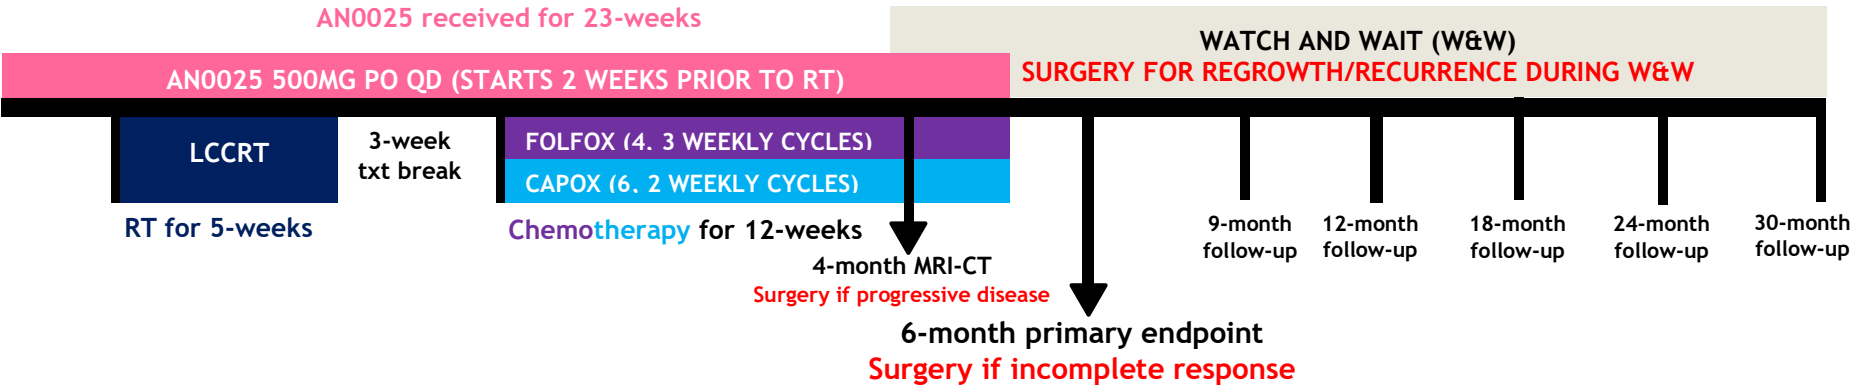 AN0025 received for 23-weeks
WATCH AND WAIT (W&W)
SURGERY FOR REGROWTH/RECURRENCE DURING W&W
AN0025 500MG PO QD (STARTS 2 WEEKS PRIOR TO RT)
LCCRT
3-week
txt break
FOLFOX (4, 3 WEEKLY CYCLES)
CAPOX (6, 2 WEEKLY CYCLES)
RT for 5-weeks
Chemotherapy for 12-weeks
4-month MRI-CT
Surgery if progressive disease
6-month primary endpoint
Surgery if incomplete response
9-month
follow-up
12-month
follow-up
18-month
follow-up
24-month
follow-up
30-month
follow-up